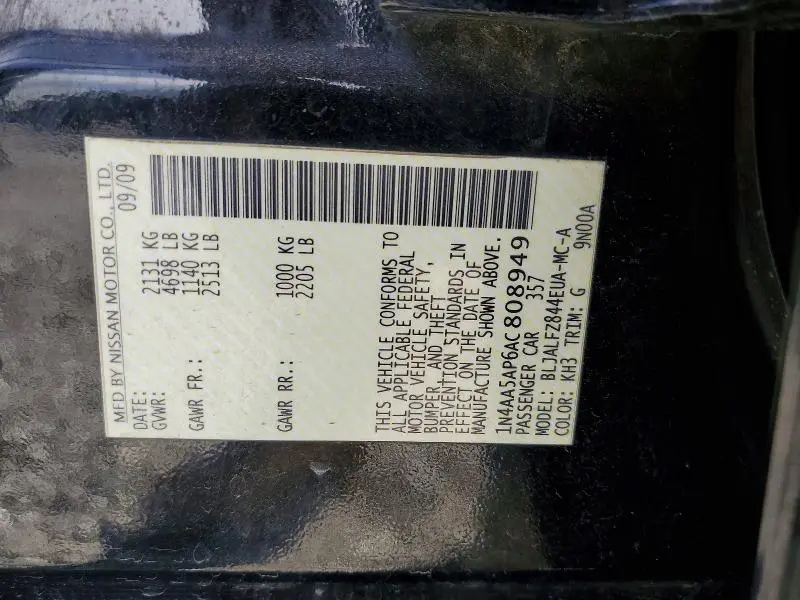 MFD BY NISSAN MOTOR CO., LTD.
DATE: 09/09
GVWR: 2131 KG
4698 LB
GAWR FR.: 1140 KG
2513 LB
GAWR RR.: 1000 KG
2205 LB
THIS VEHICLE CONFORMS TO
ALL APPLICABLE FEDERAL
MOTOR VEHICLE SAFETY,
BUMPER, AND THEFT
PREVENTION STANDARDS IN
EFFECT ON THE DATE OF
MANUFACTURE SHOWN ABOVE.
1N4AA5AP6AC808949
PASSENGER CAR 357
MODEL: BLJALFZ844EUA-MC-A
COLOR: KH3 TRIM: G 9N00A